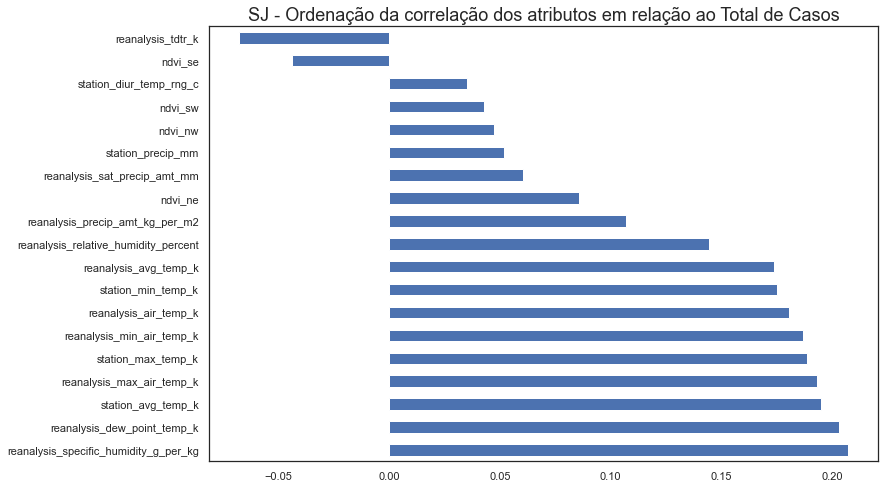 SJ - Ordenação da correlação dos atributos em relação ao Total de Casos
reanalysis_tdtr_k
ndvi_se
station_diur_temp_rng_c
ndvi_sw
ndvi_nw
station_precip_mm
reanalysis_sat_precip_amt_mm
ndvi_ne
reanalysis_precip_amt_kg_per_m2
reanalysis_relative_humidity_percent
reanalysis_avg_temp_k
station_min_temp_k
reanalysis_air_temp_k
reanalysis_min_air_temp_k
station_max_temp_k
reanalysis_max_air_temp_k
station_avg_temp_k
reanalysis_dew_point_temp_k
reanalysis_specific_humidity_g_per_kg
−0.05 0.00 0.05 0.10 0.15 0.20